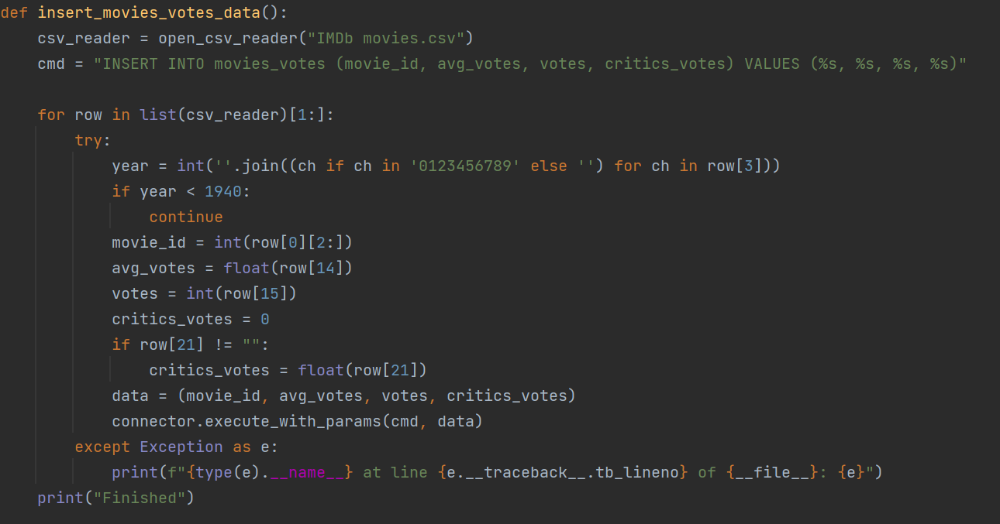 def insert_movies_votes_data():
    csv_reader = open_csv_reader("IMDb movies.csv")
    cmd = "INSERT INTO movies_votes (movie_id, avg_votes, votes, critics_votes) VALUES (%s, %s, %s, %s)"

    for row in list(csv_reader)[1:]:
        try:
            year = int(''.join((ch if ch in '0123456789' else '') for ch in row[3]))
            if year < 1940:
                continue
            movie_id = int(row[0][2:])
            avg_votes = float(row[14])
            votes = int(row[15])
            critics_votes = 0
            if row[21] != "":
                critics_votes = float(row[21])
            data = (movie_id, avg_votes, votes, critics_votes)
            connector.execute_with_params(cmd, data)
        except Exception as e:
            print(f"{type(e).__name__} at line {e.__traceback__.tb_lineno} of {__file__}: {e}")
    print("Finished")